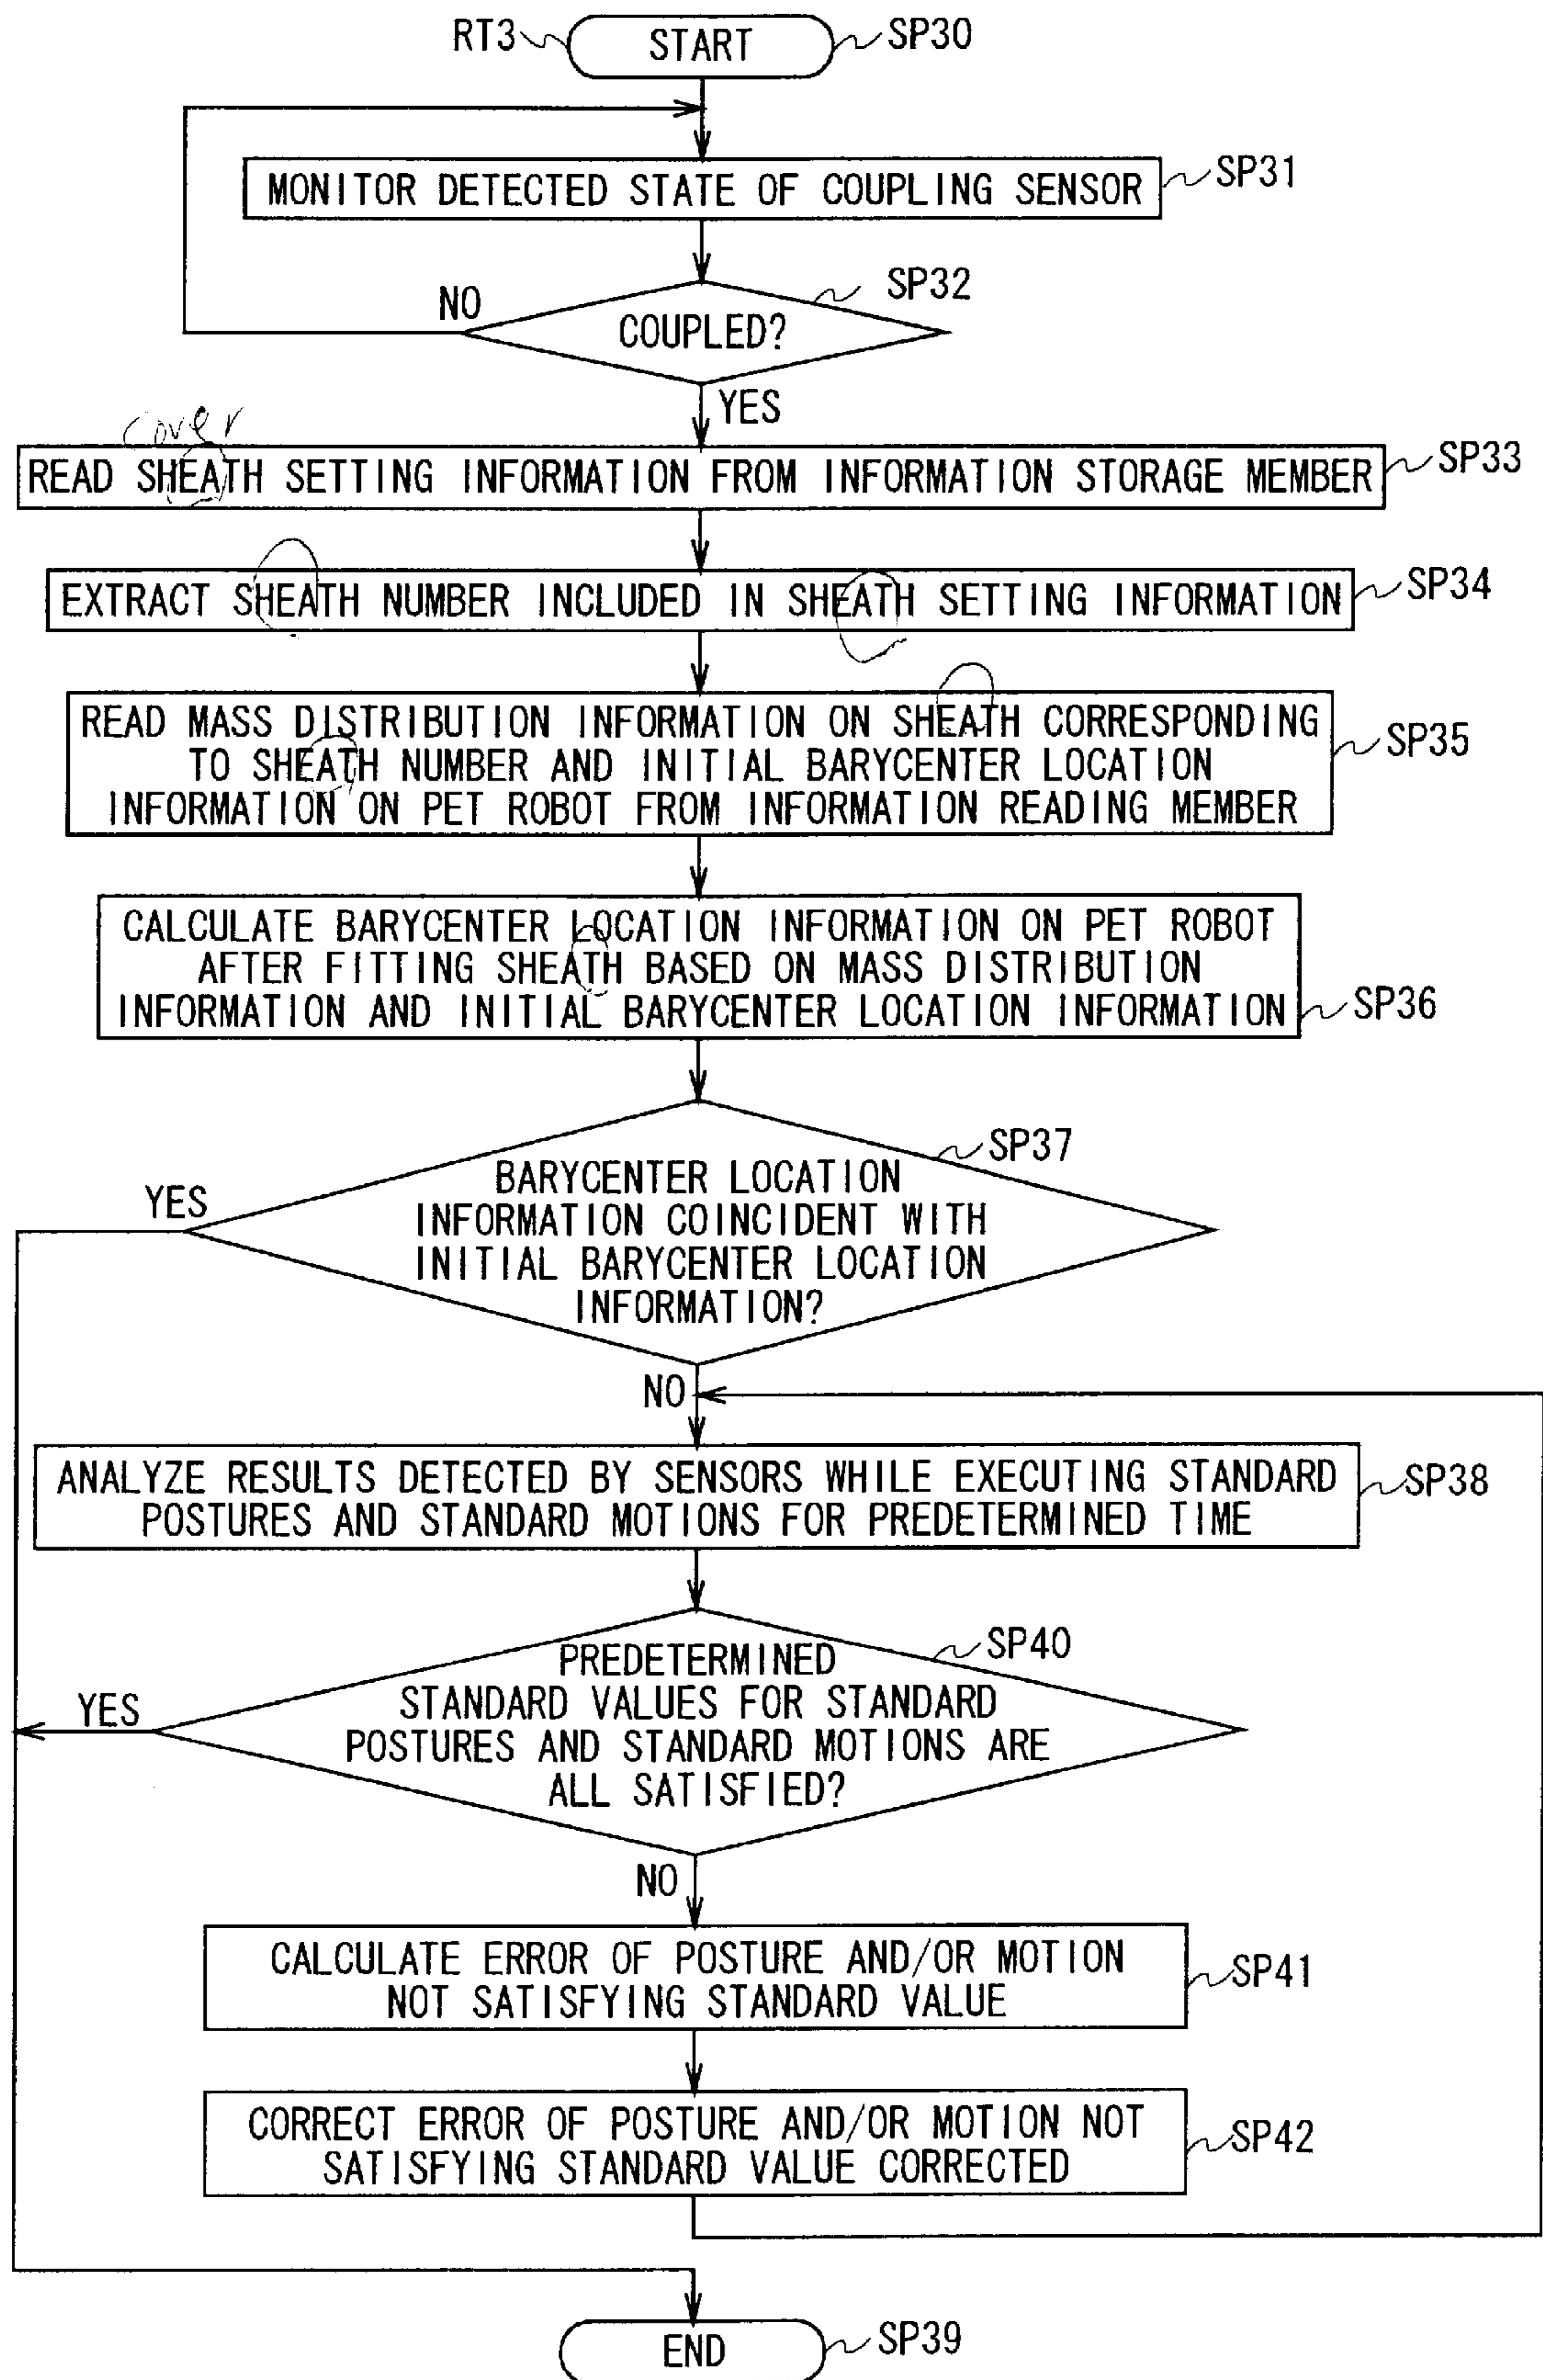 RT3 START SP30
MONITOR DETECTED STATE OF COUPLING SENSOR SP31
SP32
NO
COUPLED?
YES
cover
READ SHEATH SETTING INFORMATION FROM INFORMATION STORAGE MEMBER SP33
EXTRACT SHEATH NUMBER INCLUDED IN SHEATH SETTING INFORMATION SP34
READ MASS DISTRIBUTION INFORMATION ON SHEATH CORRESPONDING
TO SHEATH NUMBER AND INITIAL BARYCENTER LOCATION SP35
INFORMATION ON PET ROBOT FROM INFORMATION READING MEMBER
CALCULATE BARYCENTER LOCATION INFORMATION ON PET ROBOT
AFTER FITTING SHEATH BASED ON MASS DISTRIBUTION
INFORMATION AND INITIAL BARYCENTER LOCATION INFORMATION SP36
SP37
BARYCENTER LOCATION
YES
INFORMATION COINCIDENT WITH
INITIAL BARYCENTER LOCATION
INFORMATION?
NO
ANALYZE RESULTS DETECTED BY SENSORS WHILE EXECUTING STANDARD SP38
POSTURES AND STANDARD MOTIONS FOR PREDETERMINED TIME
SP40
PREDETERMINED
STANDARD VALUES FOR STANDARD
YES
POSTURES AND STANDARD MOTIONS ARE
ALL SATISFIED?
NO
CALCULATE ERROR OF POSTURE AND/OR MOTION SP41
NOT SATISFYING STANDARD VALUE
CORRECT ERROR OF POSTURE AND/OR MOTION NOT SP42
SATISFYING STANDARD VALUE CORRECTED
END SP39